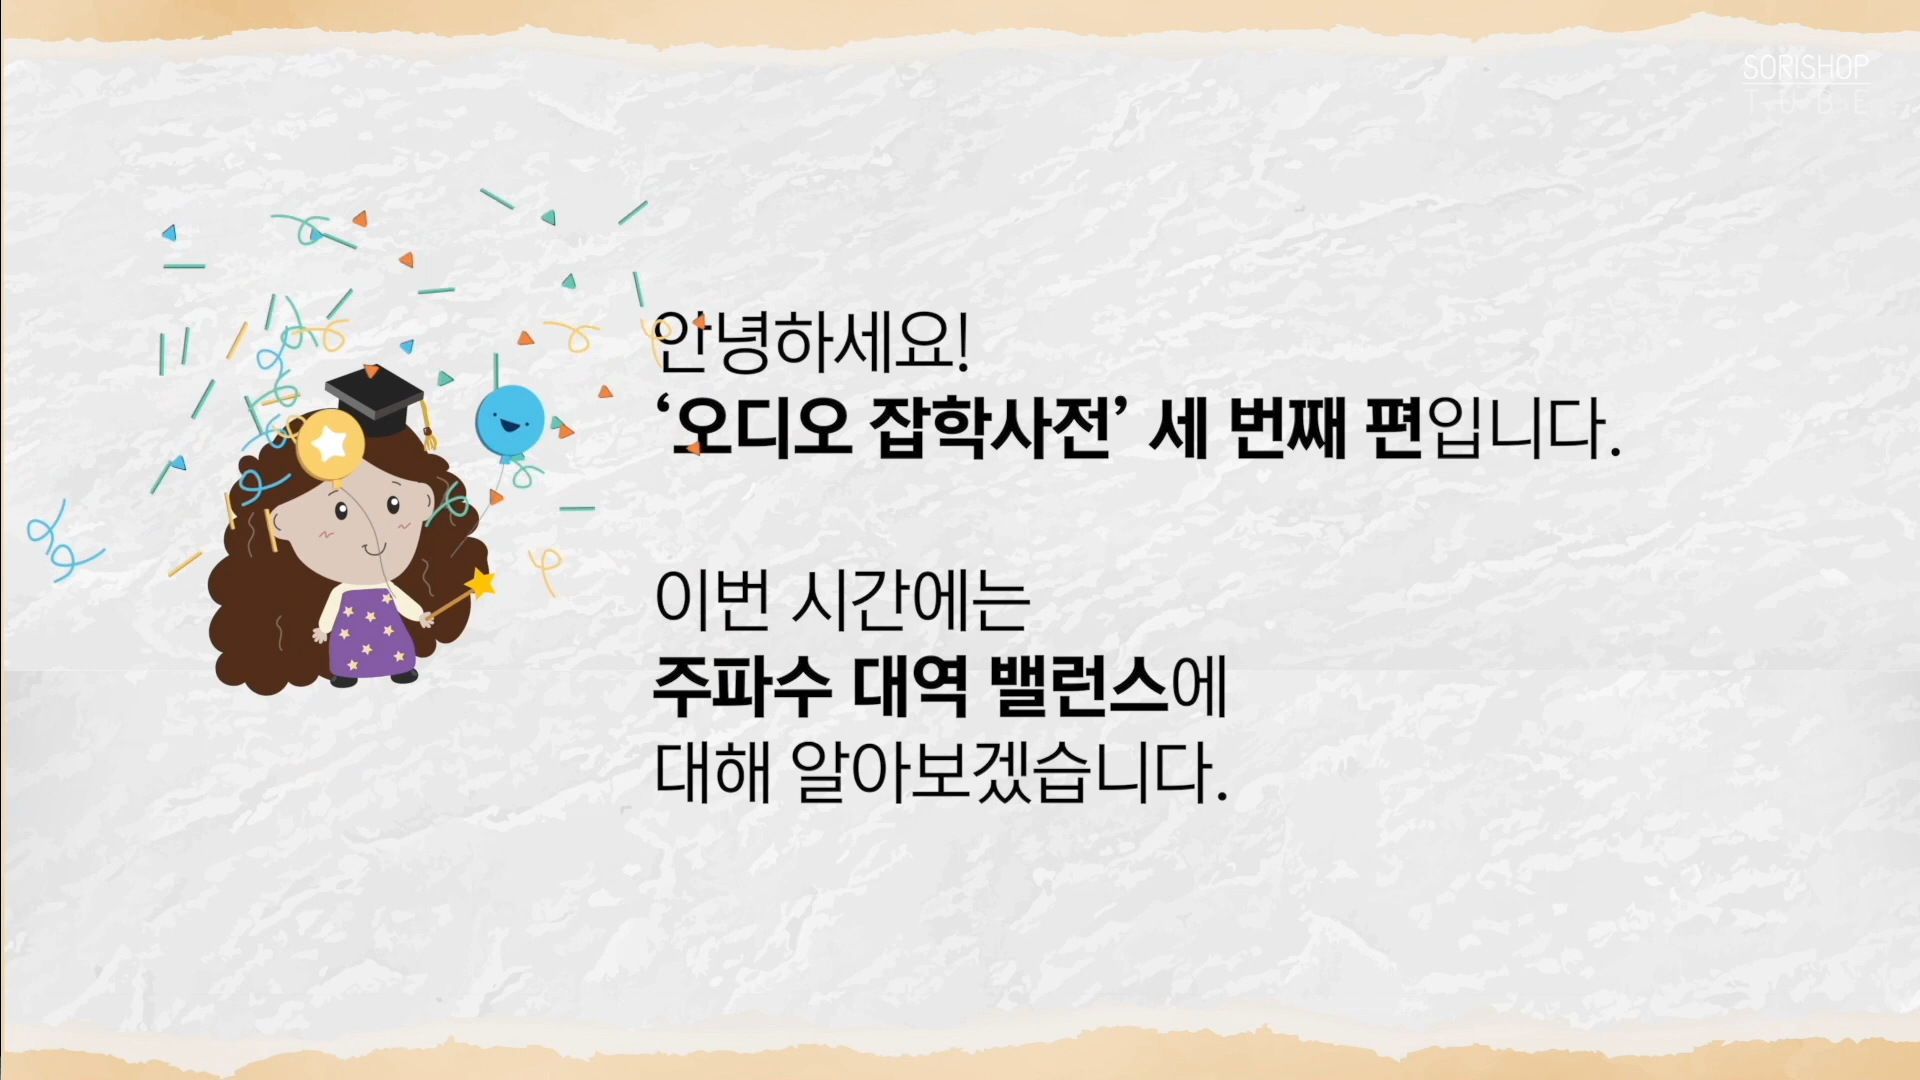 SORISHOP
TUBE
안녕하세요!
‘오디오 잡학사전’ 세 번째 편입니다.
이번 시간에는
주파수 대역 밸런스에
대해 알아보겠습니다.